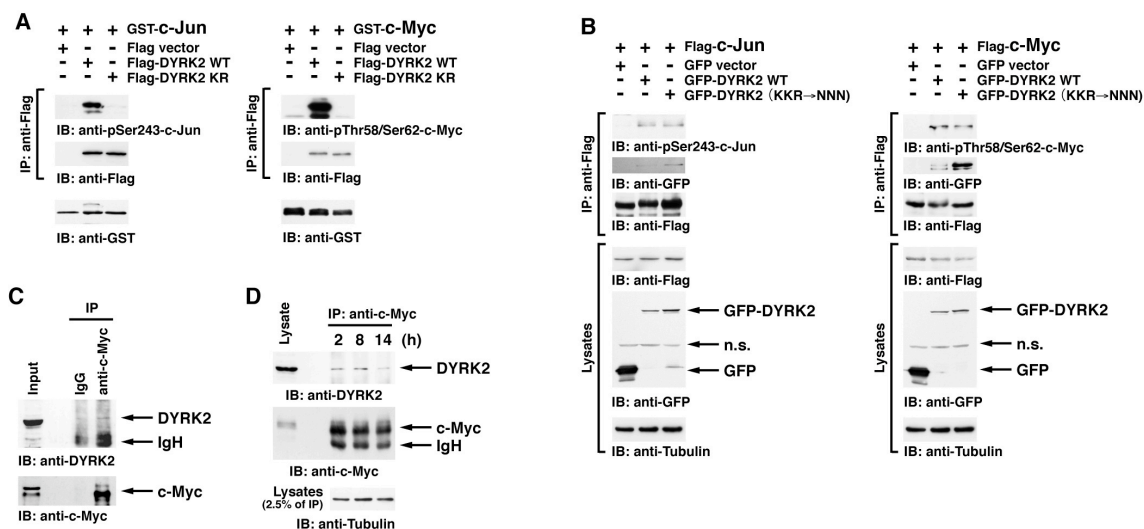 A
+ + + GST-c-Jun
+ - - Flag vector
- + - Flag-DYRK2 WT
- - + Flag-DYRK2 KR
IP: anti-Flag
IB: anti-pSer243-c-Jun
IB: anti-Flag
IB: anti-GST
+ + + GST-c-Myc
+ - - Flag vector
- + - Flag-DYRK2 WT
- - + Flag-DYRK2 KR
IP: anti-Flag
IB: anti-pThr58/Ser62-c-Myc
IB: anti-Flag
IB: anti-GST
B
+ + + Flag-c-Jun
+ - - GFP vector
- + - GFP-DYRK2 WT
- - + GFP-DYRK2 (KKR→NNN)
IP: anti-Flag
IB: anti-pSer243-c-Jun
IB: anti-GFP
IB: anti-Flag
Lysates
IB: anti-Flag
GFP-DYRK2
n.s.
GFP
IB: anti-GFP
IB: anti-Tubulin
+ + + Flag-c-Myc
+ - - GFP vector
- + - GFP-DYRK2 WT
- - + GFP-DYRK2 (KKR→NNN)
IP: anti-Flag
IB: anti-pThr58/Ser62-c-Myc
IB: anti-GFP
IB: anti-Flag
Lysates
IB: anti-Flag
GFP-DYRK2
n.s.
GFP
IB: anti-GFP
IB: anti-Tubulin
C
IP
Input
IgG
anti-c-Myc
DYRK2
IgH
IB: anti-DYRK2
c-Myc
IB: anti-c-Myc
D
Lysate
IP: anti-c-Myc
2 8 14 (h)
DYRK2
IB: anti-DYRK2
c-Myc
IgH
IB: anti-c-Myc
Lysates
(2.5% of IP)
IB: anti-Tubulin